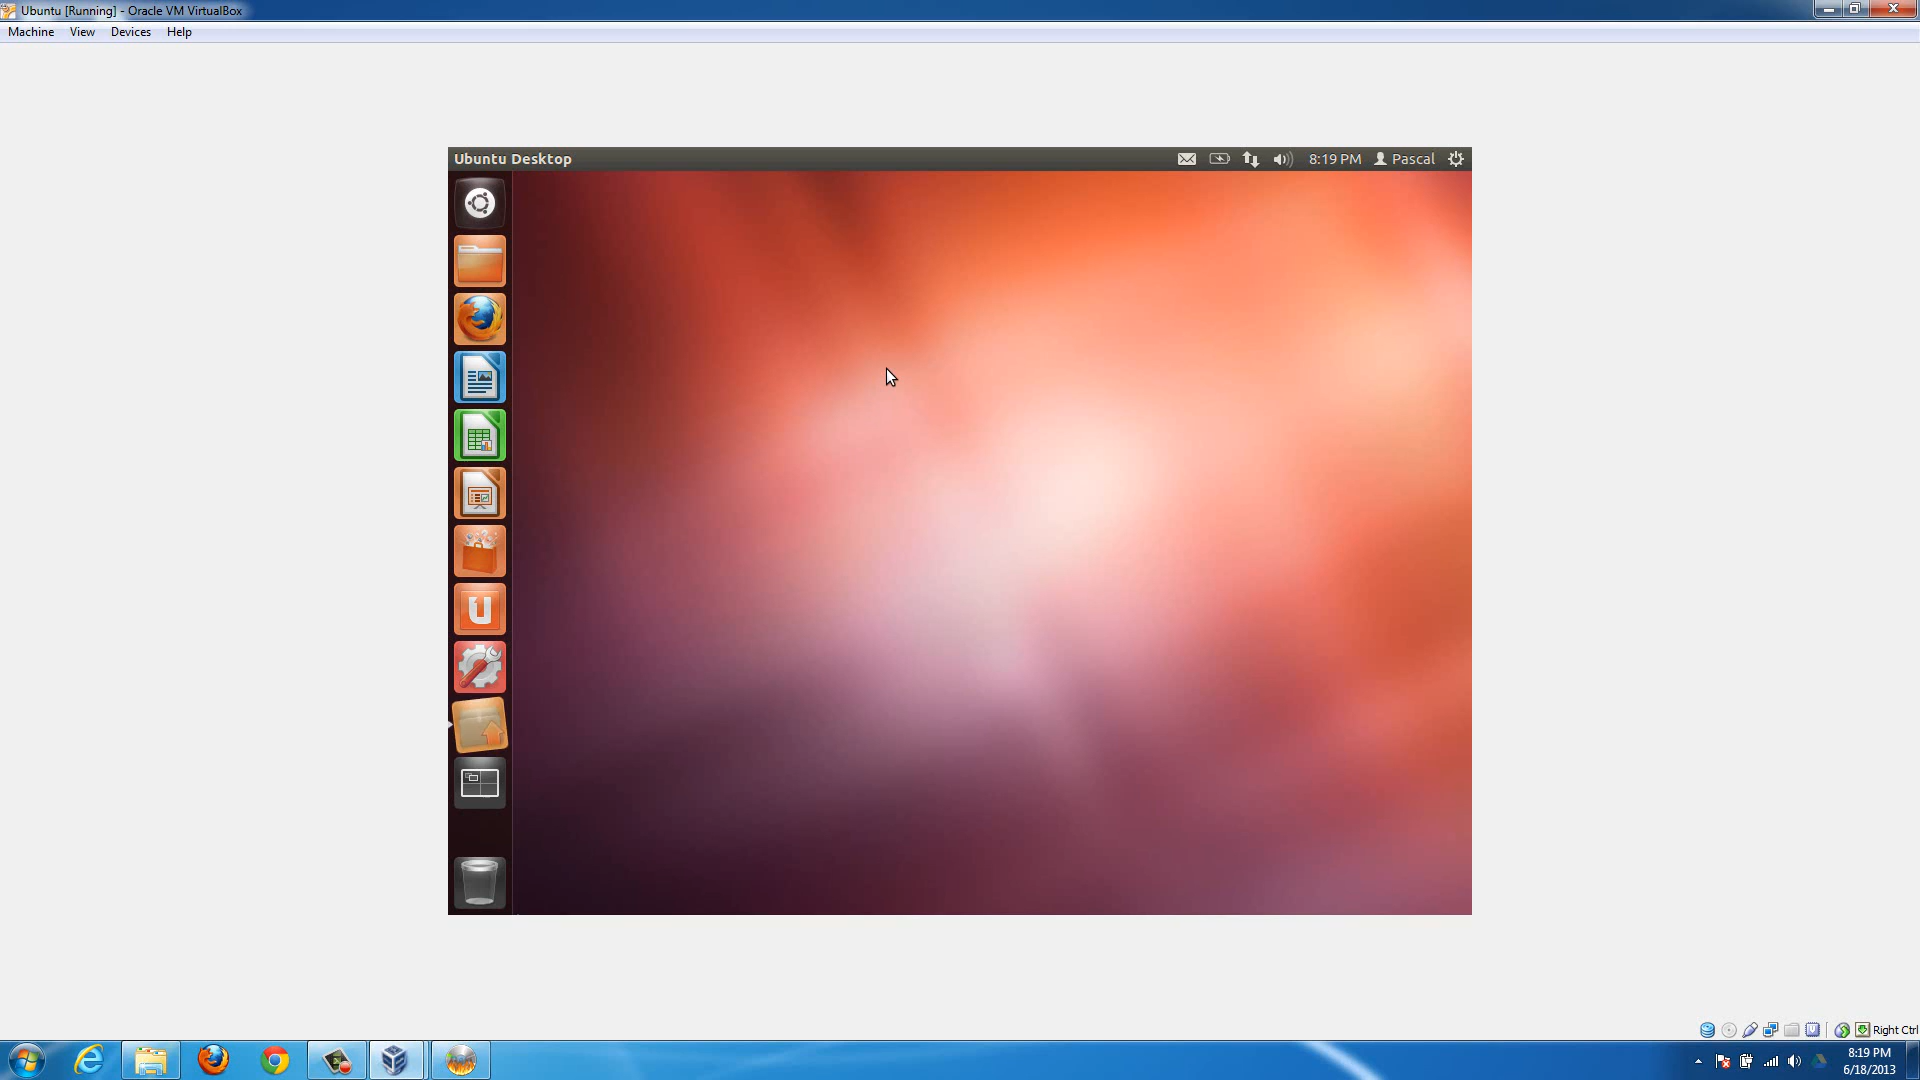 Ubuntu [Running] - Oracle VM VirtualBox
Machine View Devices Help
Ubuntu Desktop 8:19 PM Pascal
u
Right Ctrl
8:19 PM
6/18/2013